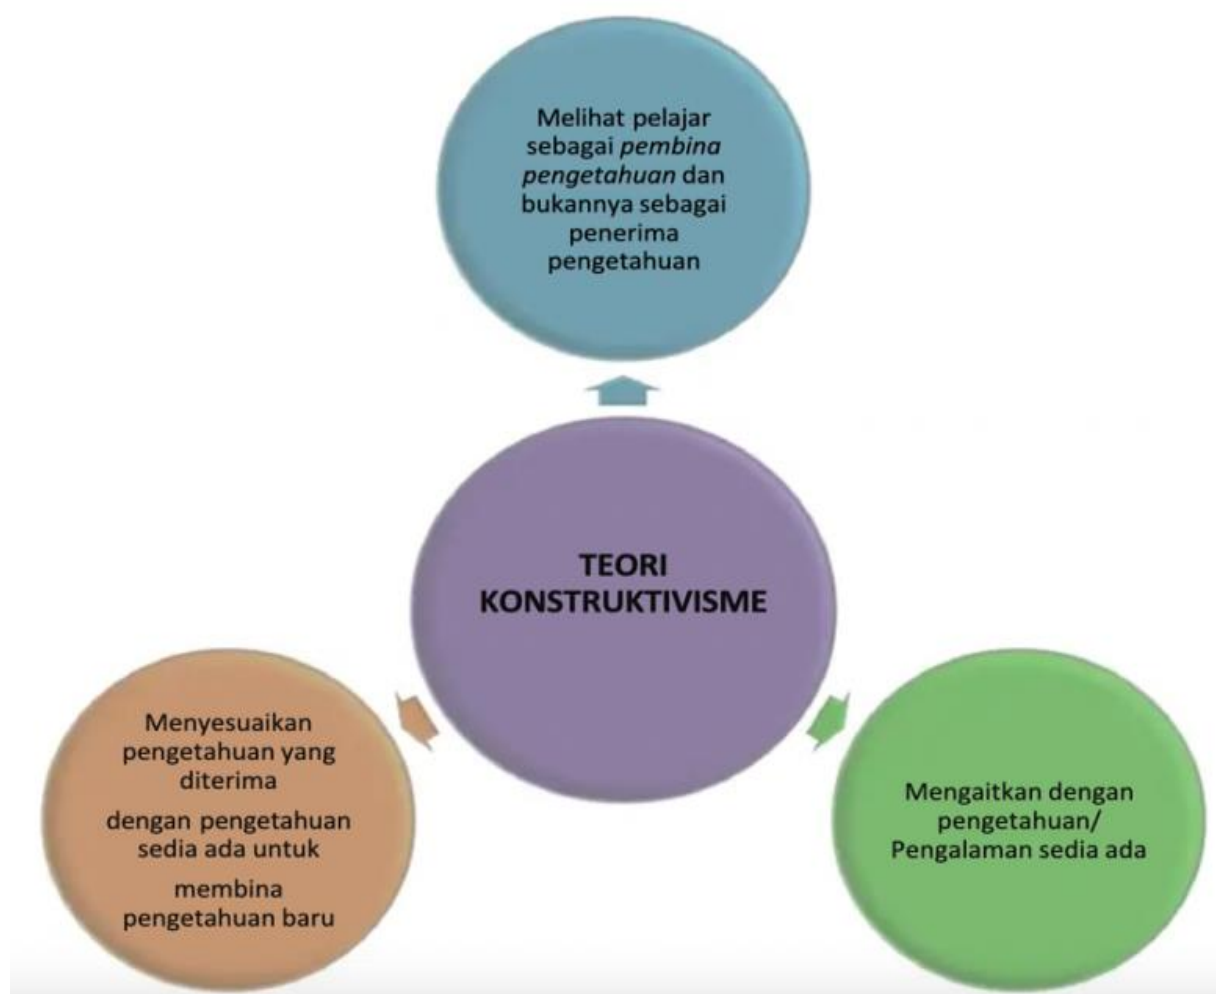 Melihat pelajar
sebagai pembina
pengetahuan dan
bukannya sebagai
penerima
pengetahuan
TEORI
KONSTRUKTIVISME
Menyesuaikan
pengetahuan yang
diterima
dengan pengetahuan
sedia ada untuk
membina
pengetahuan baru
Mengaitkan dengan
pengetahuan/
Pengalaman sedia ada